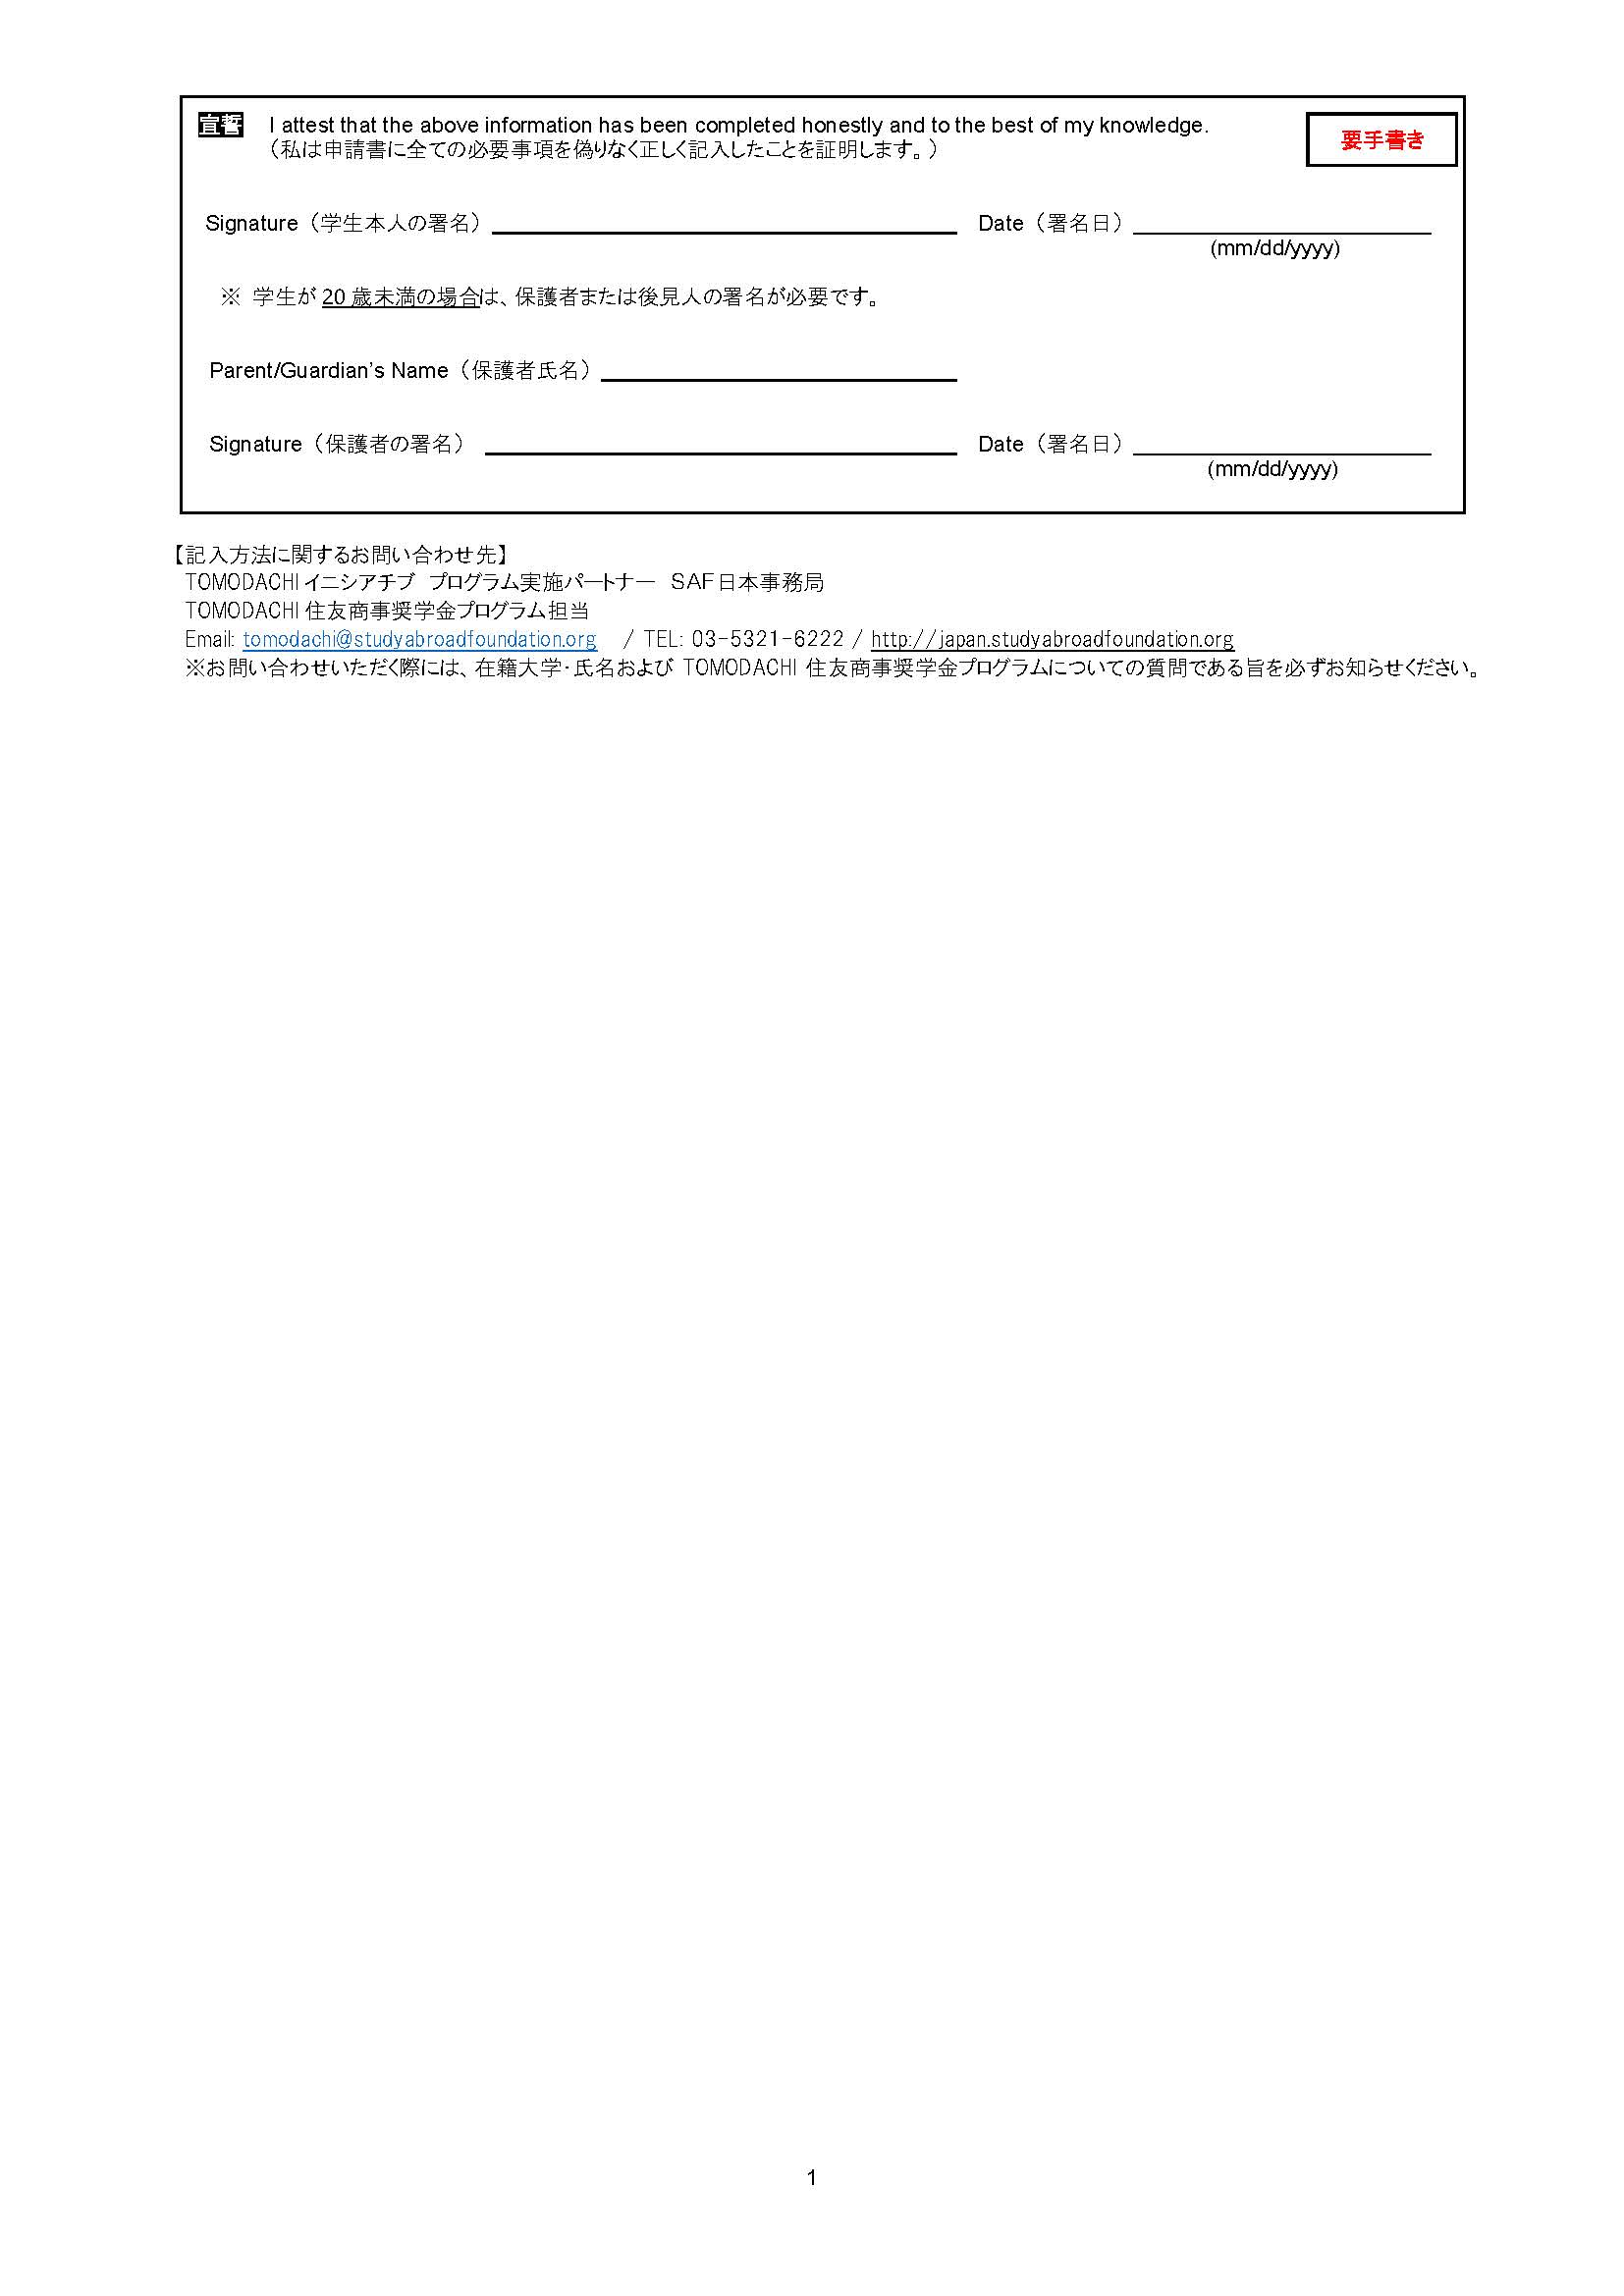 宣誓 I attest that the above information has been completed honestly and to the best of my knowledge.
（私は申請書に全ての必要事項を偽りなく正しく記入したことを証明します。）
要手書き
Signature（学生本人の署名） Date（署名日）
(mm/dd/yyyy)
※ 学生が 20 歳未満の場合は、保護者または後見人の署名が必要です。
Parent/Guardian’s Name（保護者氏名）
Signature（保護者の署名） Date（署名日）
(mm/dd/yyyy)
【記入方法に関するお問い合わせ先】
TOMODACHI イニシアチブ　プログラム実施パートナー　SAF日本事務局
TOMODACHI 住友商事奨学金プログラム担当
Email: tomodachi@studyabroadfoundation.org / TEL: 03-5321-6222 / http://japan.studyabroadfoundation.org
※お問い合わせいただく際には、在籍大学・氏名および TOMODACHI 住友商事奨学金プログラムについての質問である旨を必ずお知らせください。
1